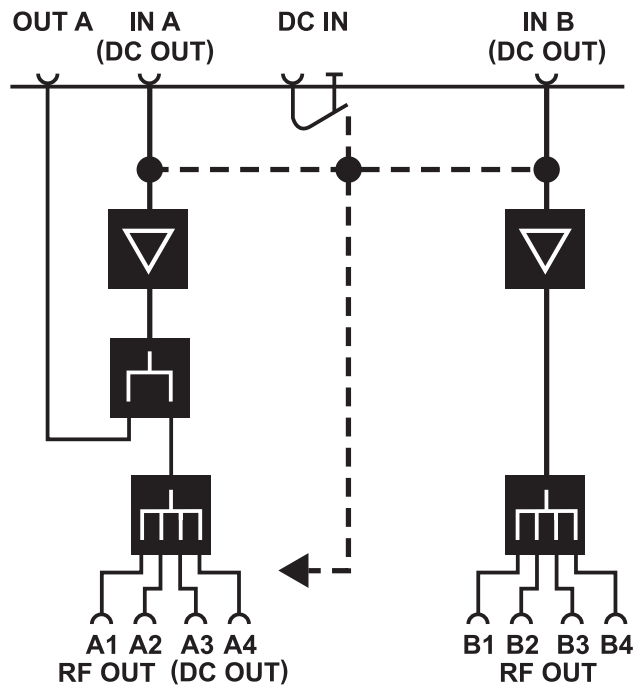 OUT A IN A DC IN IN B
(DC OUT) (DC OUT)
A1 A2 A3 A4 B1 B2 B3 B4
RF OUT (DC OUT) RF OUT